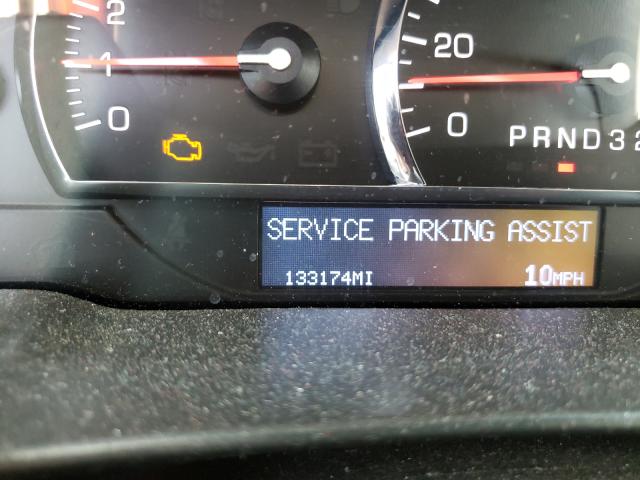 2
1
0
20
0
PRND32
SERVICE PARKING ASSIST
133174MI 10MPH